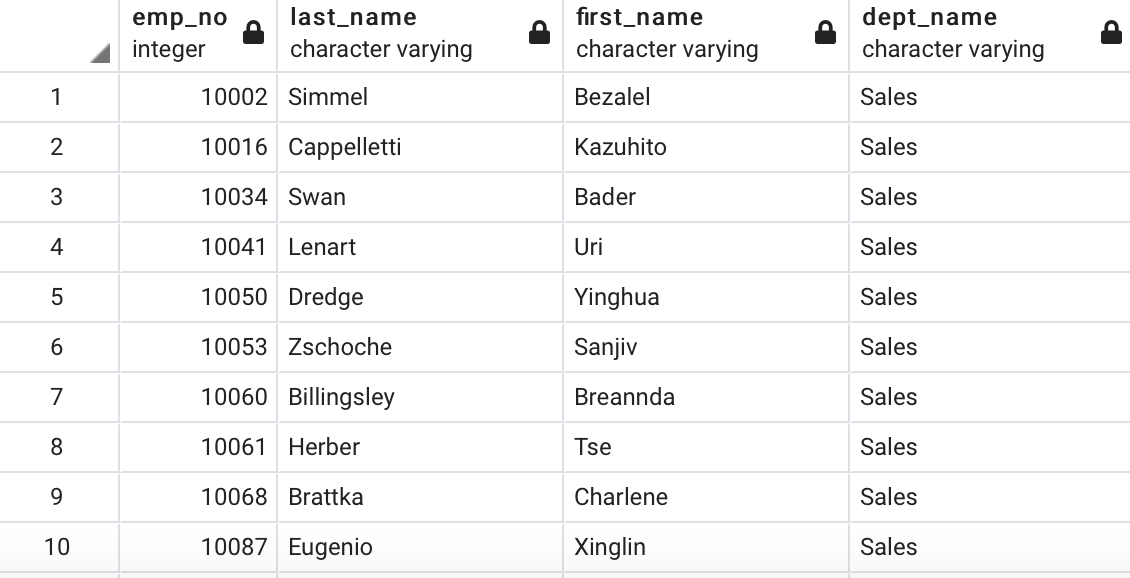 emp_no last_name first_name dept_name
integer character varying character varying character varying
1 10002 Simmel Bezalel Sales
2 10016 Cappelletti Kazuhito Sales
3 10034 Swan Bader Sales
4 10041 Lenart Uri Sales
5 10050 Dredge Yinghua Sales
6 10053 Zschoche Sanjiv Sales
7 10060 Billingsley Breannda Sales
8 10061 Herber Tse Sales
9 10068 Brattka Charlene Sales
10 10087 Eugenio Xinglin Sales